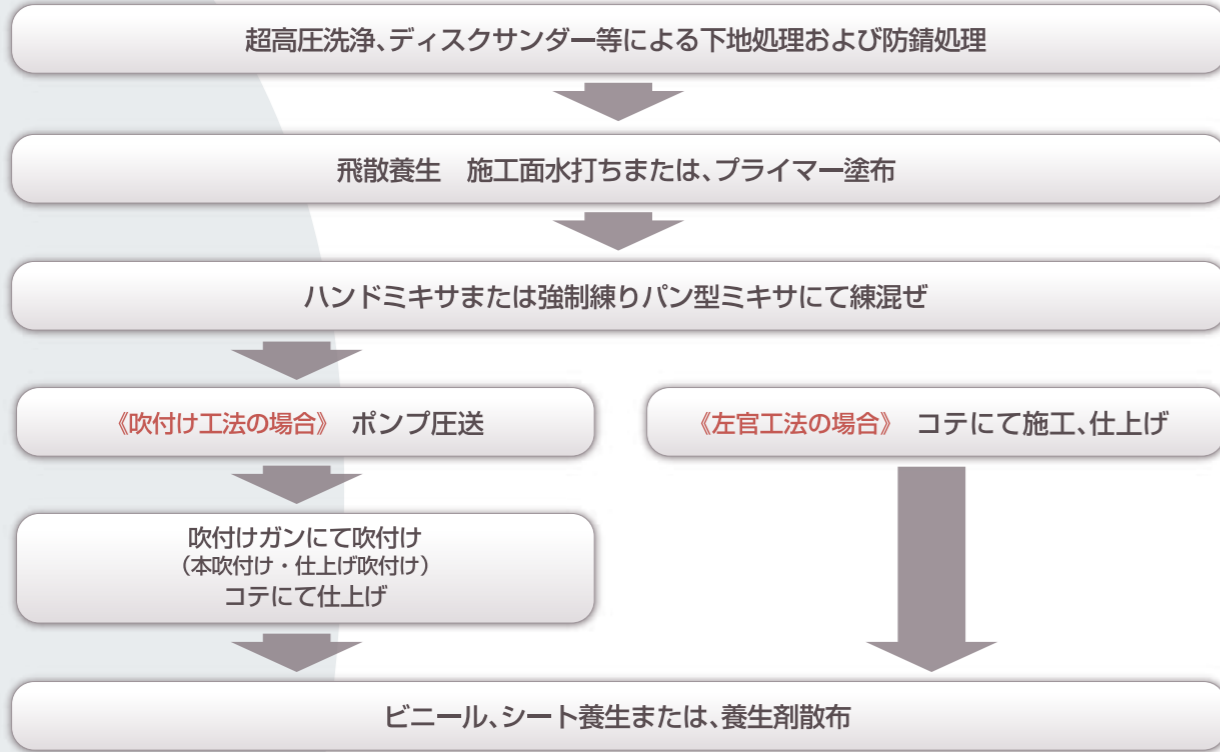 超高圧洗浄、ディスクサンダー等による下地処理および防錆処理
飛散養生　施工面水打ちまたは、プライマー塗布
ハンドミキサまたは強制練りパン型ミキサにて練混ぜ
《吹付け工法の場合》 ポンプ圧送
《左官工法の場合》 コテにて施工、仕上げ
吹付けガンにて吹付け
（本吹付け・仕上げ吹付け）
コテにて仕上げ
ビニール、シート養生または、養生剤散布